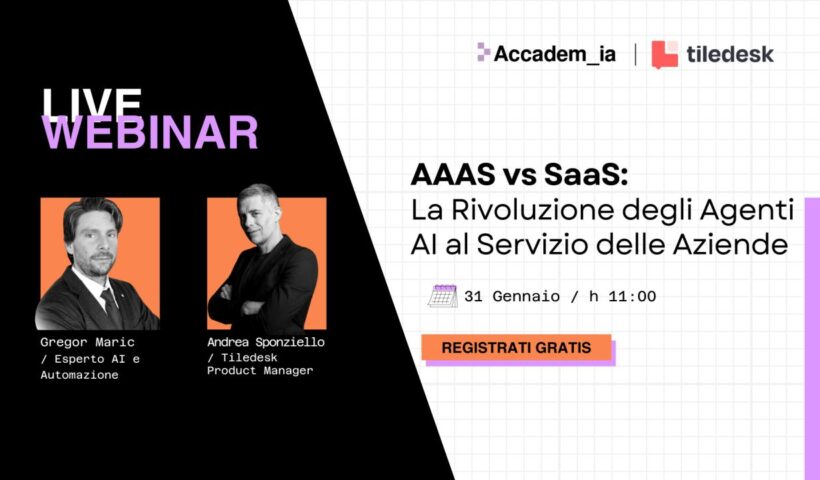 LIVE
WEBINAR
Gregor Maric
/ Esperto AI e
Automazione
Andrea Sponziello
/ Tiledesk
Product Manager
Accadem_ia | tiledesk
AAAS vs SaaS:
La Rivoluzione degli Agenti
AI al Servizio delle Aziende
31 Gennaio / h 11:00
REGISTRATI GRATIS